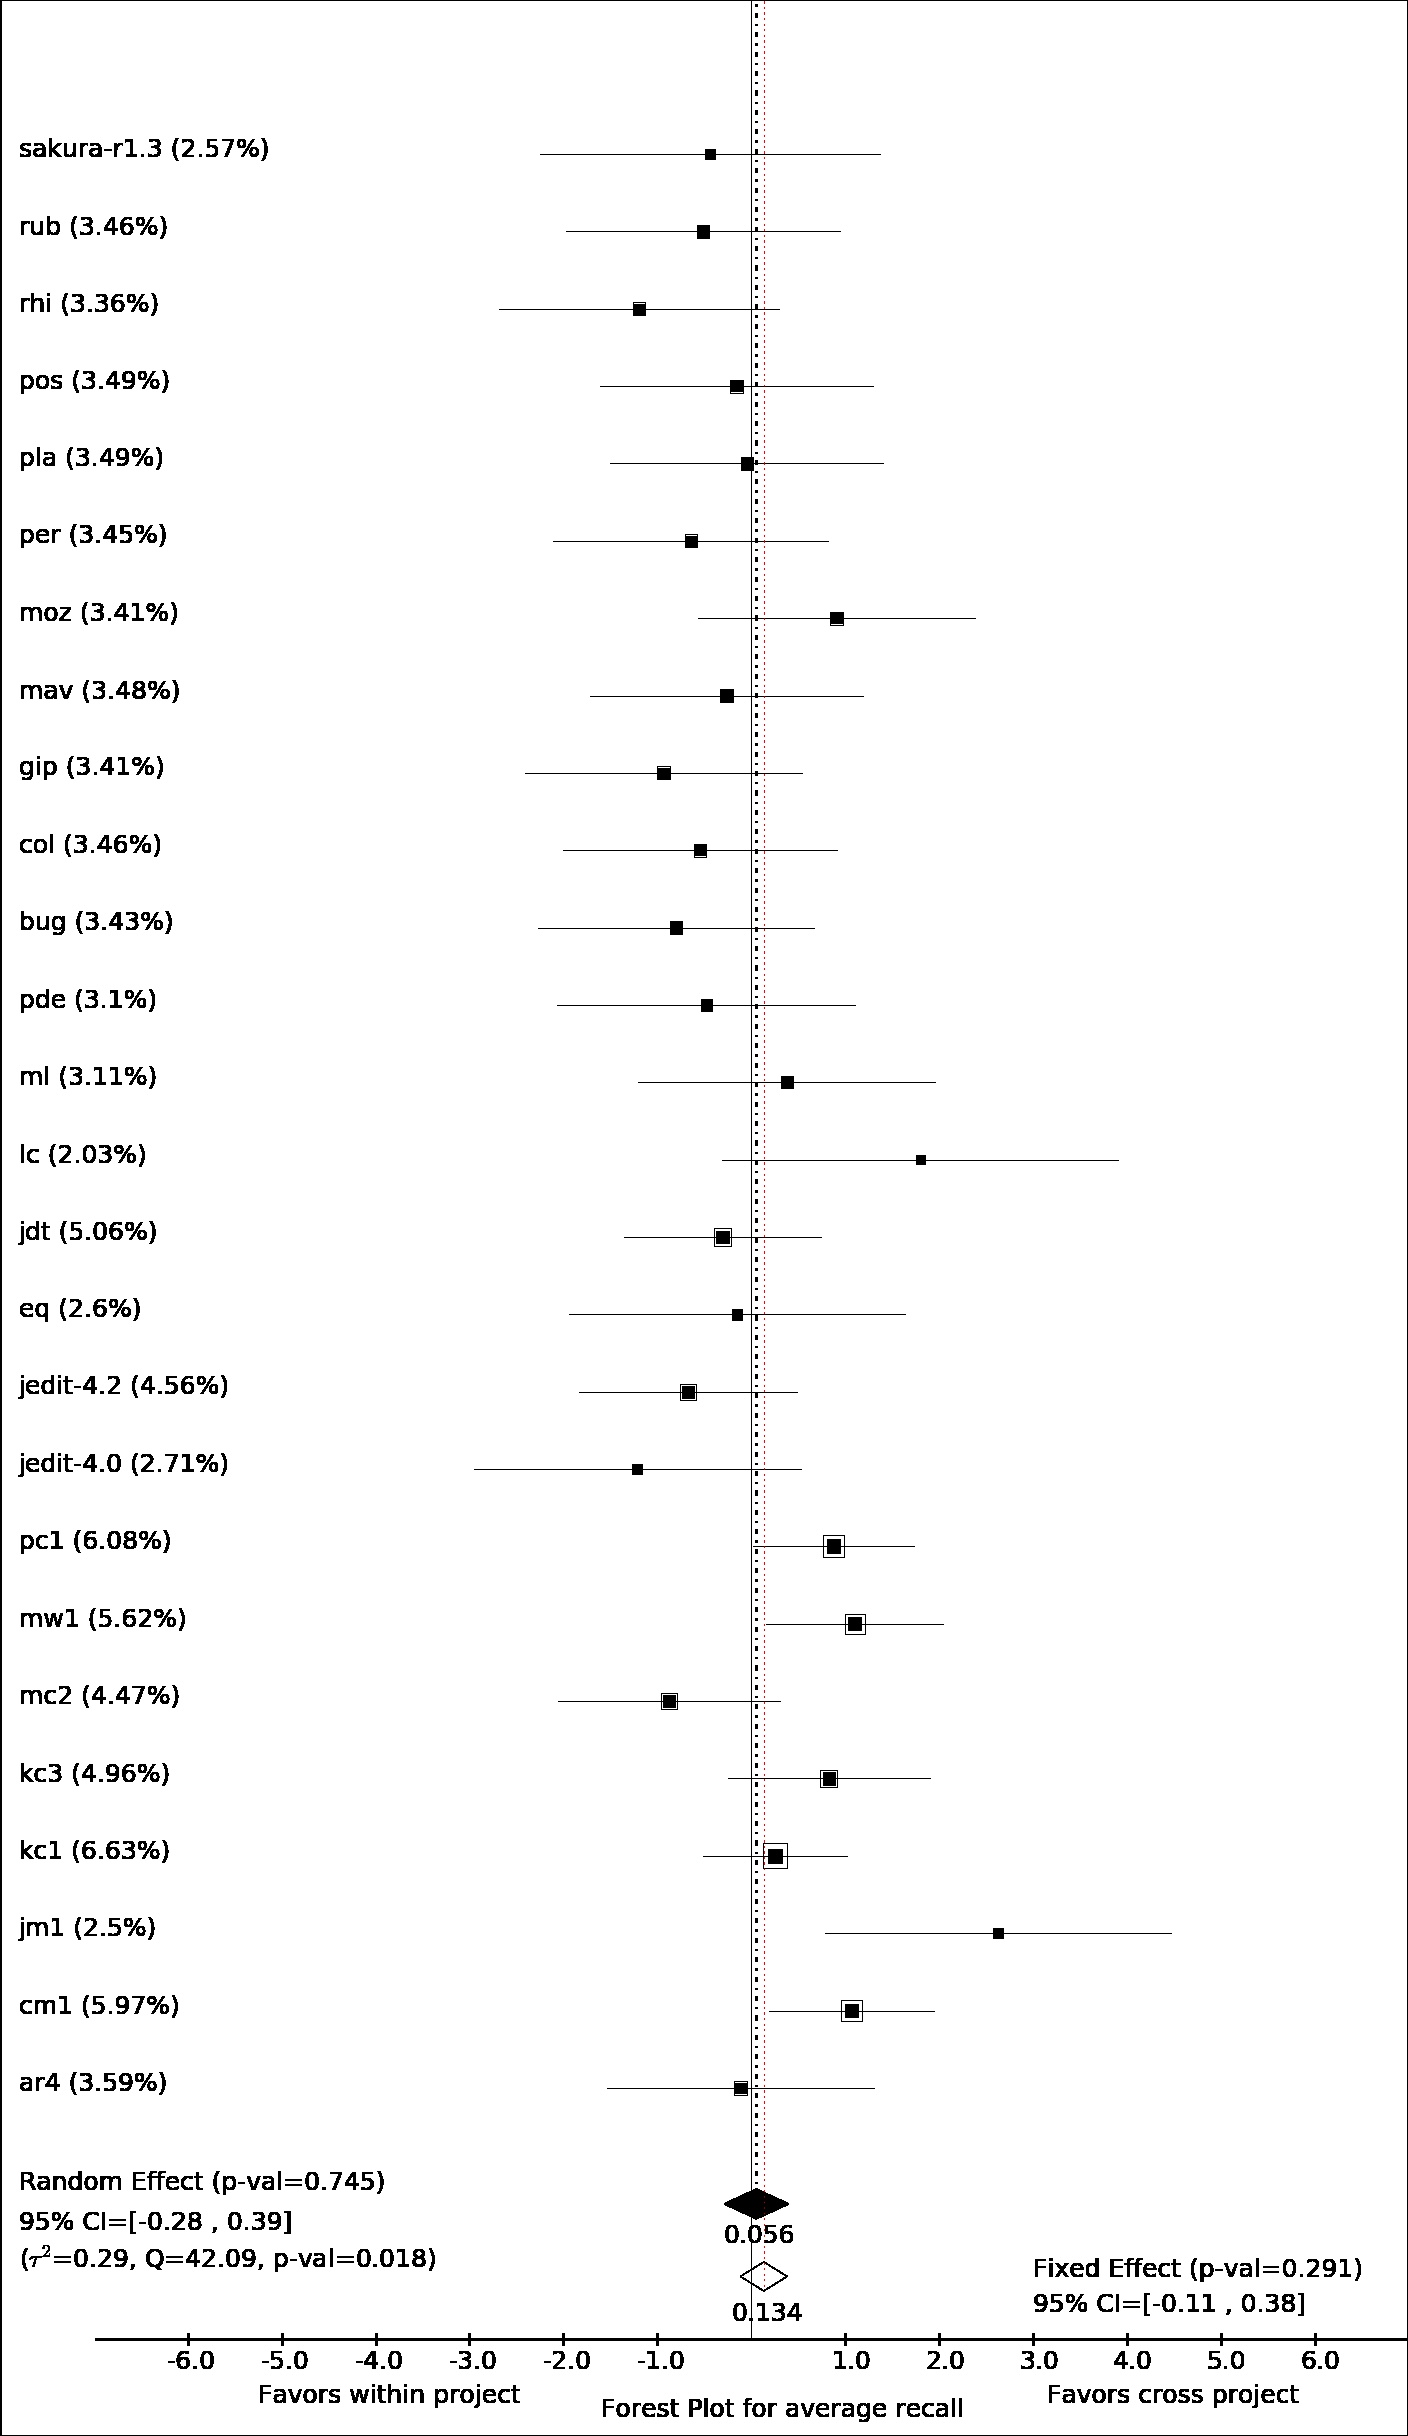 sakura-r1.3 (2.57%)
rub (3.46%)
rhi (3.36%)
pos (3.49%)
pla (3.49%)
per (3.45%)
moz (3.41%)
mav (3.48%)
gip (3.41%)
col (3.46%)
bug (3.43%)
pde (3.1%)
ml (3.11%)
lc (2.03%)
jdt (5.06%)
eq (2.6%)
jedit-4.2 (4.56%)
jedit-4.0 (2.71%)
pc1 (6.08%)
mw1 (5.62%)
mc2 (4.47%)
kc3 (4.96%)
kc1 (6.63%)
jm1 (2.5%)
cm1 (5.97%)
ar4 (3.59%)
Random Effect (p-val=0.745)
95% CI=[-0.28 , 0.39]
(τ²=0.29, Q=42.09, p-val=0.018)
0.056
0.134
Fixed Effect (p-val=0.291)
95% CI=[-0.11 , 0.38]
-6.0 -5.0 -4.0 -3.0 -2.0 -1.0 1.0 2.0 3.0 4.0 5.0 6.0
Favors within project
Forest Plot for average recall
Favors cross project